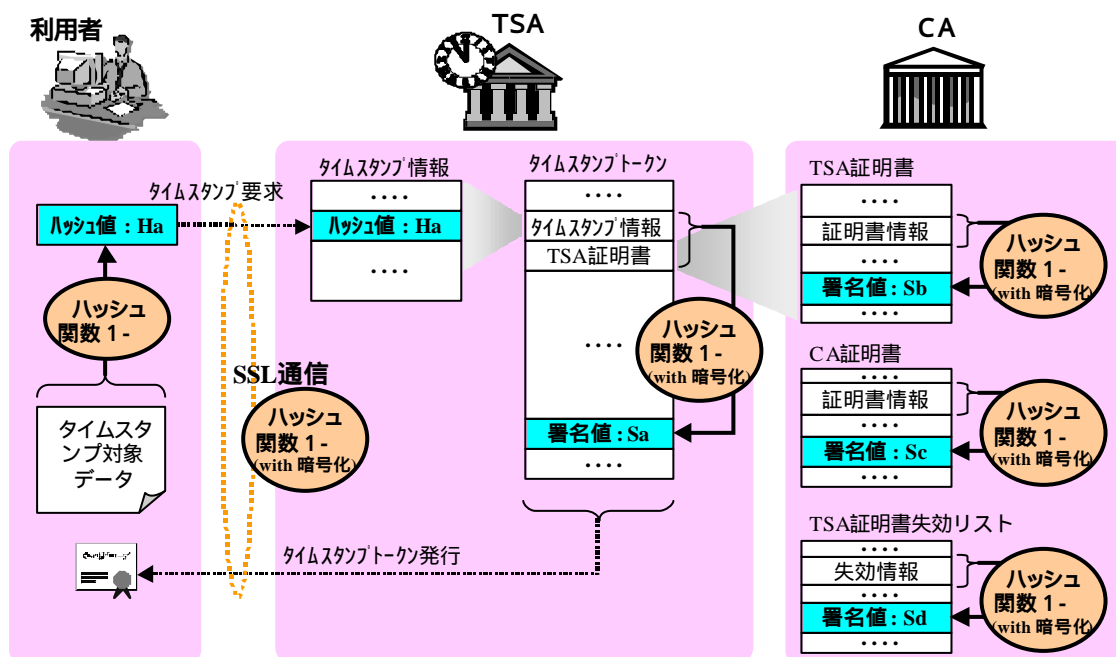 利用者
TSA
CA
タイムスタンプ要求
ハッシュ値 : Ha
ハッシュ
関数 1-
タイムスタ
ンプ対象
データ
SSL通信
ハッシュ
関数 1-
(with 暗号化)
タイムスタンプ情報
‥‥
ハッシュ値 : Ha
‥‥
タイムスタンプトークン
‥‥
タイムスタンプ情報
TSA証明書
‥‥
署名値 : Sa
‥‥
ハッシュ
関数 1-
(with 暗号化)
タイムスタンプトークン発行
TSA証明書
‥‥
証明書情報
‥‥
署名値 : Sb
‥‥
ハッシュ
関数 1-
(with 暗号化)
CA証明書
‥‥
証明書情報
‥‥
署名値 : Sc
‥‥
ハッシュ
関数 1-
(with 暗号化)
TSA証明書失効リスト
‥‥
失効情報
‥‥
署名値 : Sd
‥‥
ハッシュ
関数 1-
(with 暗号化)